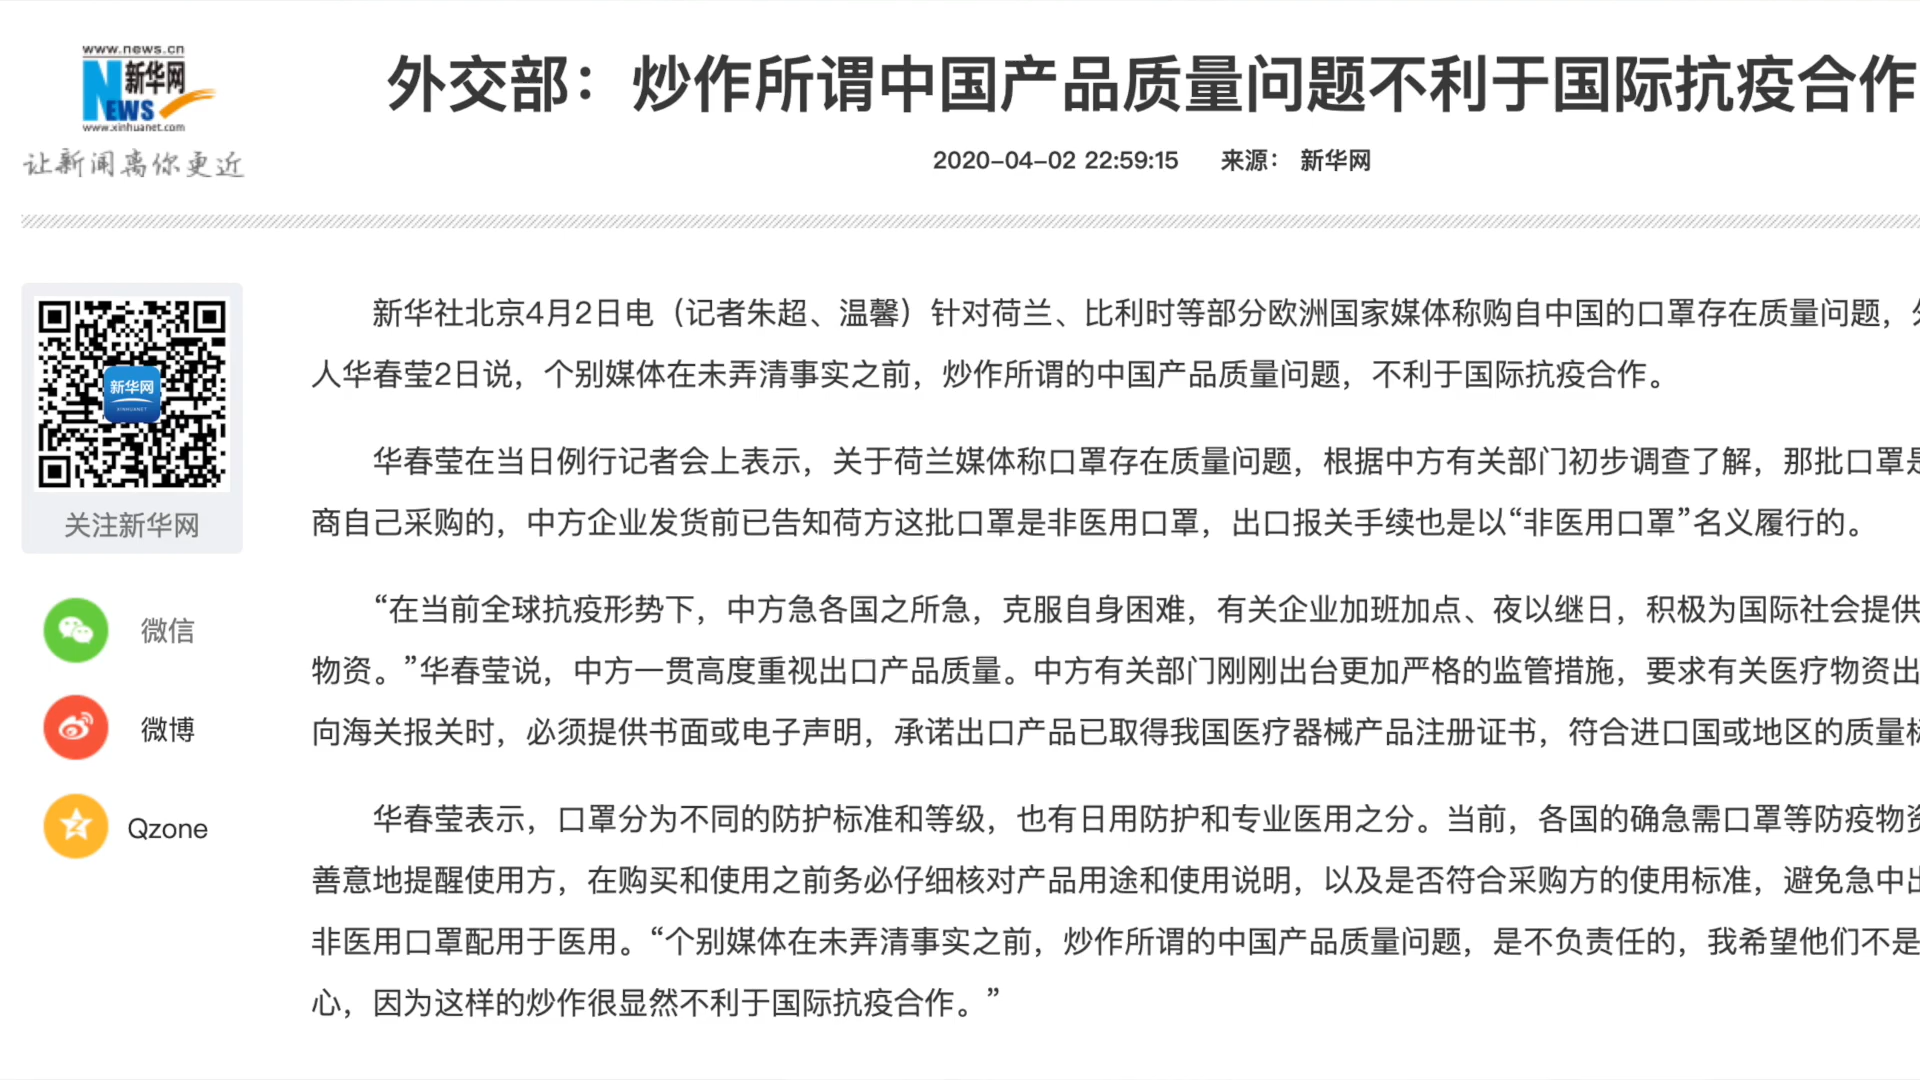 www.news.cn
新华网
NEWS
www.xinhuanet.com
让新闻离你更近
外交部：炒作所谓中国产品质量问题不利于国际抗疫合作
2020-04-02 22:59:15 来源： 新华网
新华网
XINHUANET
关注新华网
微信
微博
Qzone
新华社北京4月2日电（记者朱超、温馨）针对荷兰、比利时等部分欧洲国家媒体称购自中国的口罩存在质量问题，
人华春莹2日说，个别媒体在未弄清事实之前，炒作所谓的中国产品质量问题，不利于国际抗疫合作。
华春莹在当日例行记者会上表示，关于荷兰媒体称口罩存在质量问题，根据中方有关部门初步调查了解，那批口罩是
商自己采购的，中方企业发货前已告知荷方这批口罩是非医用口罩，出口报关手续也是以“非医用口罩”名义履行的。
“在当前全球抗疫形势下，中方急各国之所急，克服自身困难，有关企业加班加点、夜以继日，积极为国际社会提供
物资。”华春莹说，中方一贯高度重视出口产品质量。中方有关部门刚刚出台更加严格的监管措施，要求有关医疗物资出
向海关报关时，必须提供书面或电子声明，承诺出口产品已取得我国医疗器械产品注册证书，符合进口国或地区的质量标
华春莹表示，口罩分为不同的防护标准和等级，也有日用防护和专业医用之分。当前，各国的确急需口罩等防疫物资
善意地提醒使用方，在购买和使用之前务必仔细核对产品用途和使用说明，以及是否符合采购方的使用标准，避免急中出
非医用口罩配用于医用。“个别媒体在未弄清事实之前，炒作所谓的中国产品质量问题，是不负责任的，我希望他们不是
心，因为这样的炒作很显然不利于国际抗疫合作。”